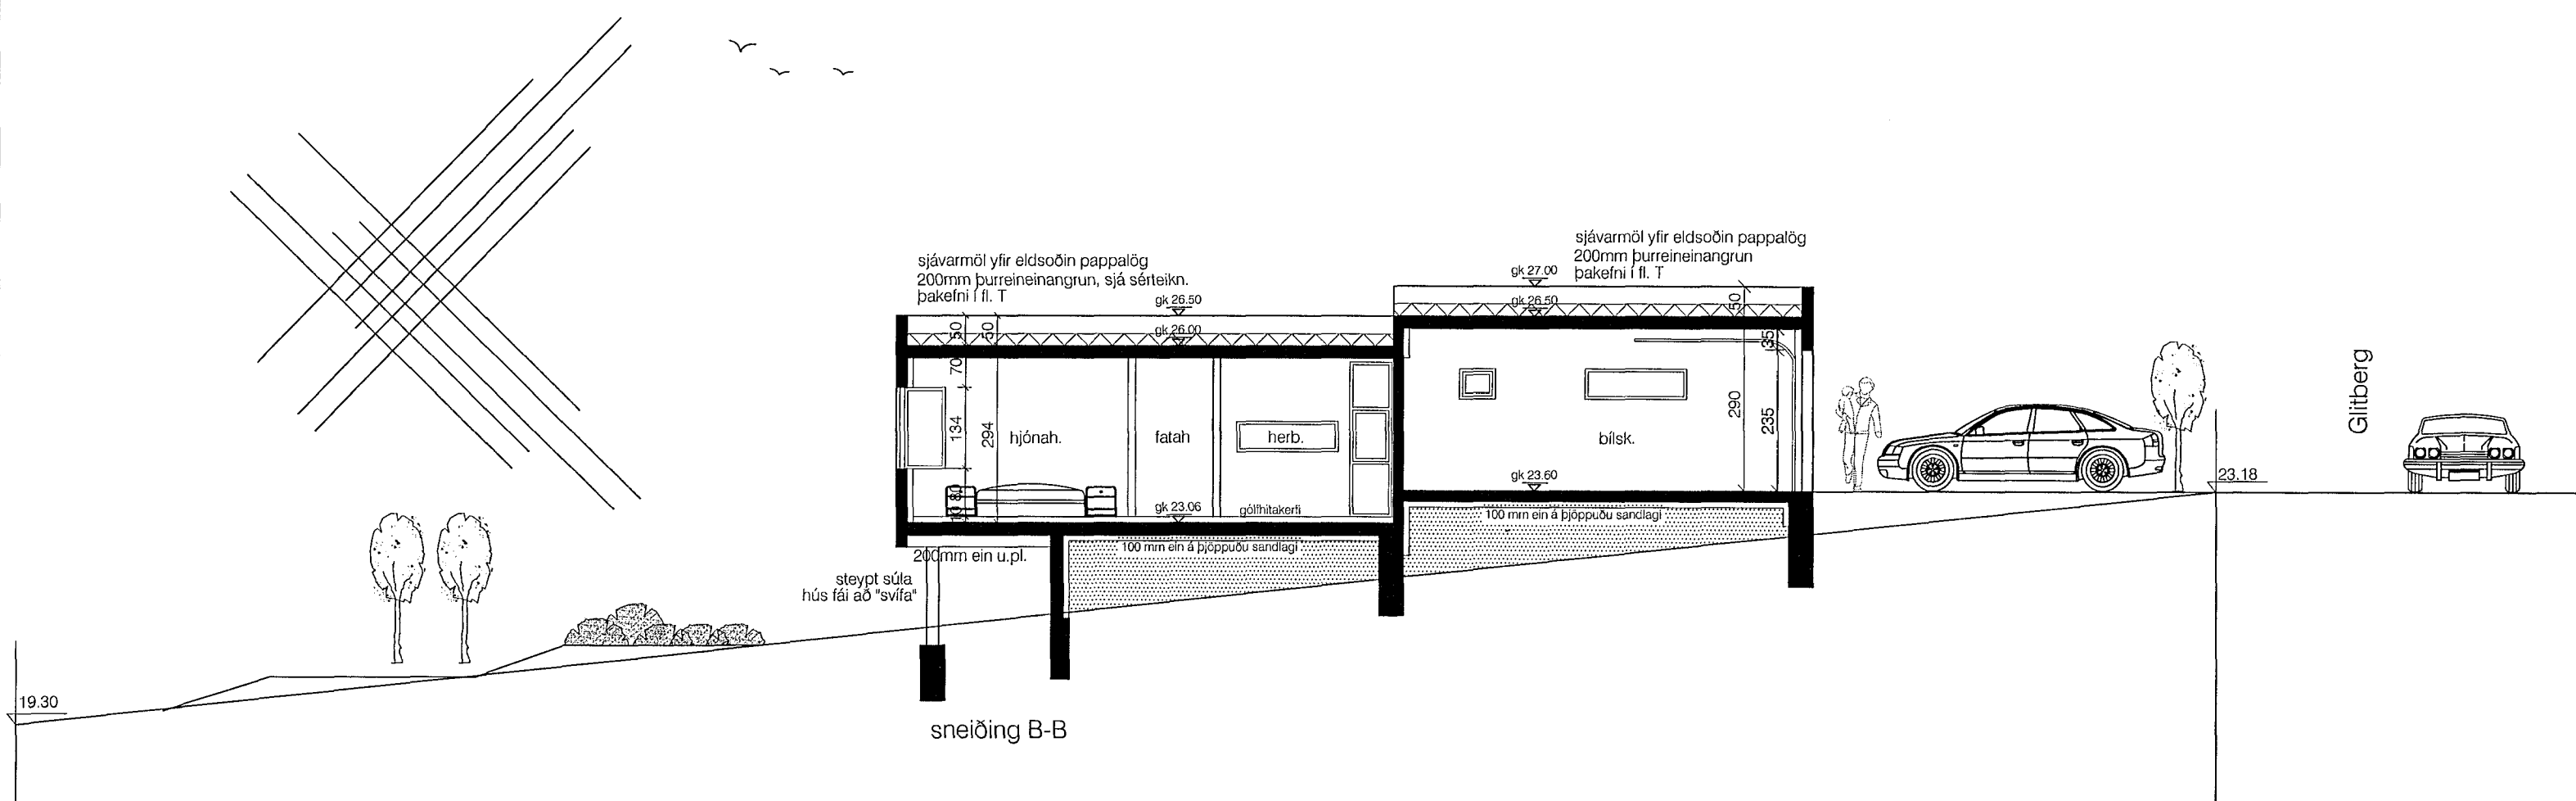 sjávarmöl yfir eldsoðin pappalög
200mm þurreineinangrun, sjá sérteikn.
þakefni í fl. T
gk 26.50
gk 26.00
50
50
70
134
294
80
10
hjónah.
fatah
herb.
gk 23.06
gólfhitakerfi
200mm ein u.pl.
100 mm ein á þjöppuðu sandlagi
steypt súla
hús fái að "svífa"
sjávarmöl yfir eldsoðin pappalög
200mm þurreineinangrun
þakefni í fl. T
gk 27.00
gk 26.50
50
35
290
235
bílsk.
gk 23.60
100 mm ein á þjöppuðu sandlagi
Glitberg
23.18
19.30
sneiðing B-B